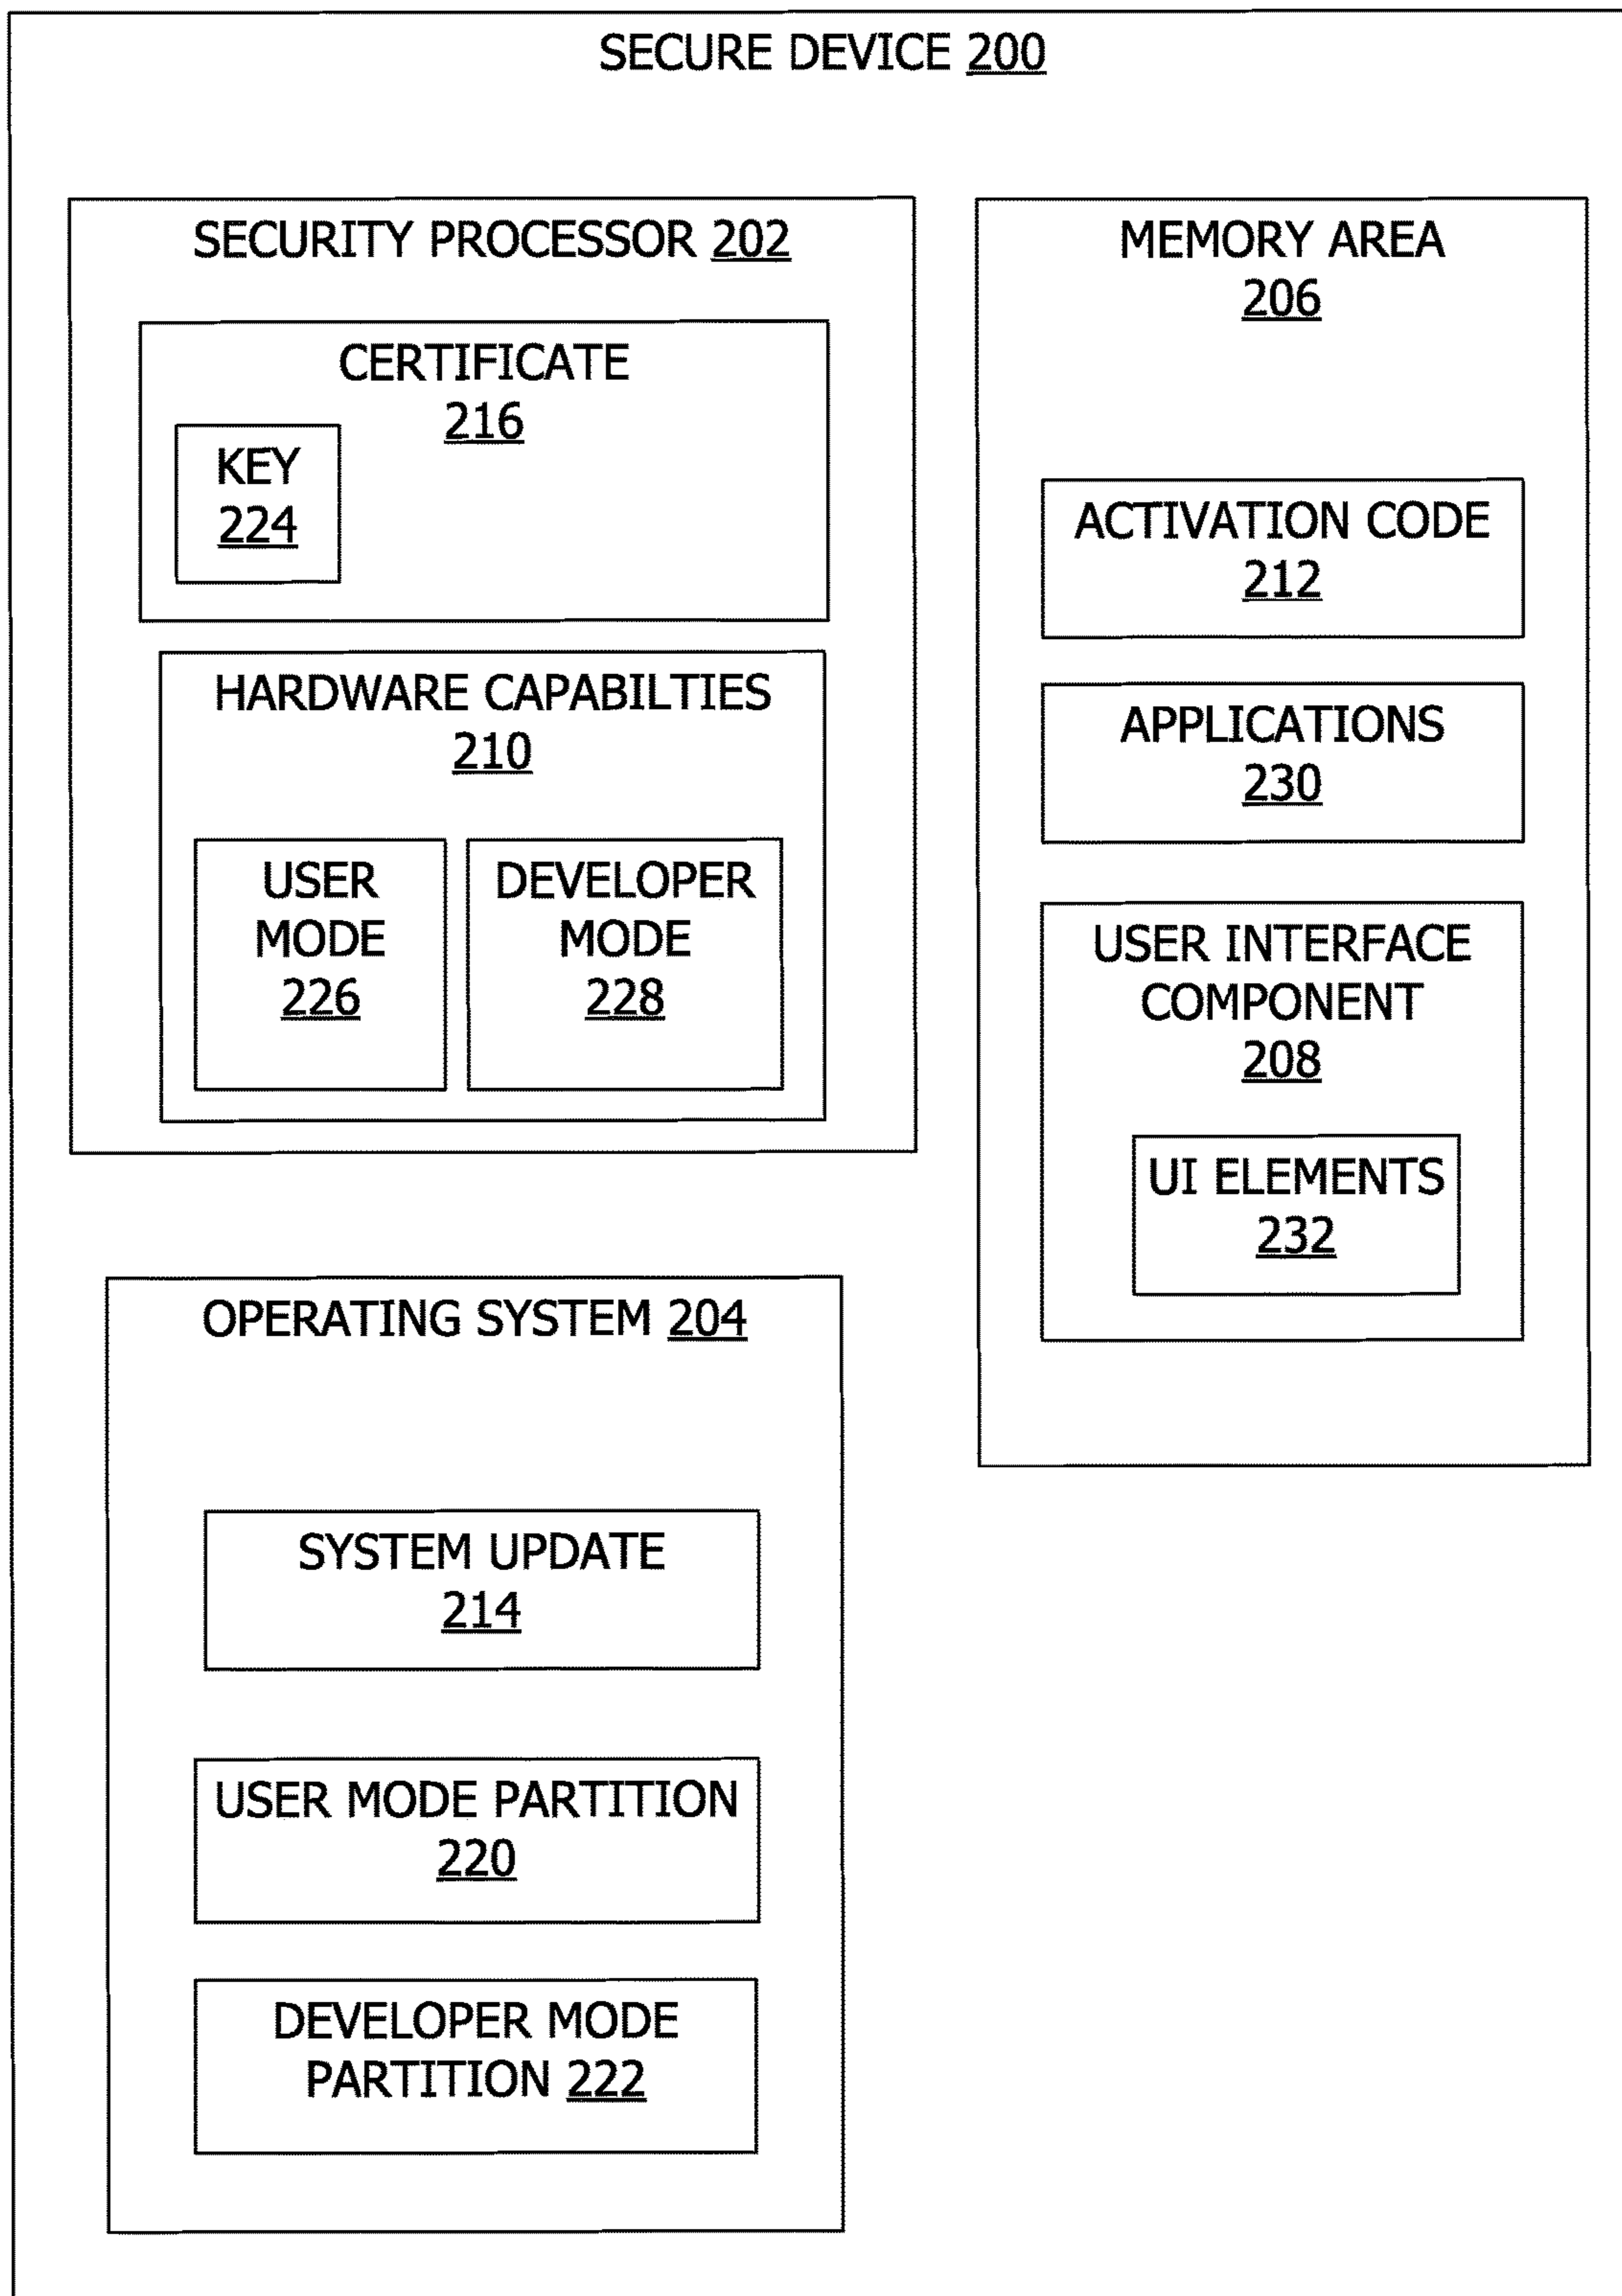 SECURE DEVICE 200
SECURITY PROCESSOR 202
CERTIFICATE
216
KEY
224
HARDWARE CAPABILTIES
210
USER
MODE
226
DEVELOPER
MODE
228
MEMORY AREA
206
ACTIVATION CODE
212
APPLICATIONS
230
USER INTERFACE
COMPONENT
208
UI ELEMENTS
232
OPERATING SYSTEM 204
SYSTEM UPDATE
214
USER MODE PARTITION
220
DEVELOPER MODE
PARTITION 222